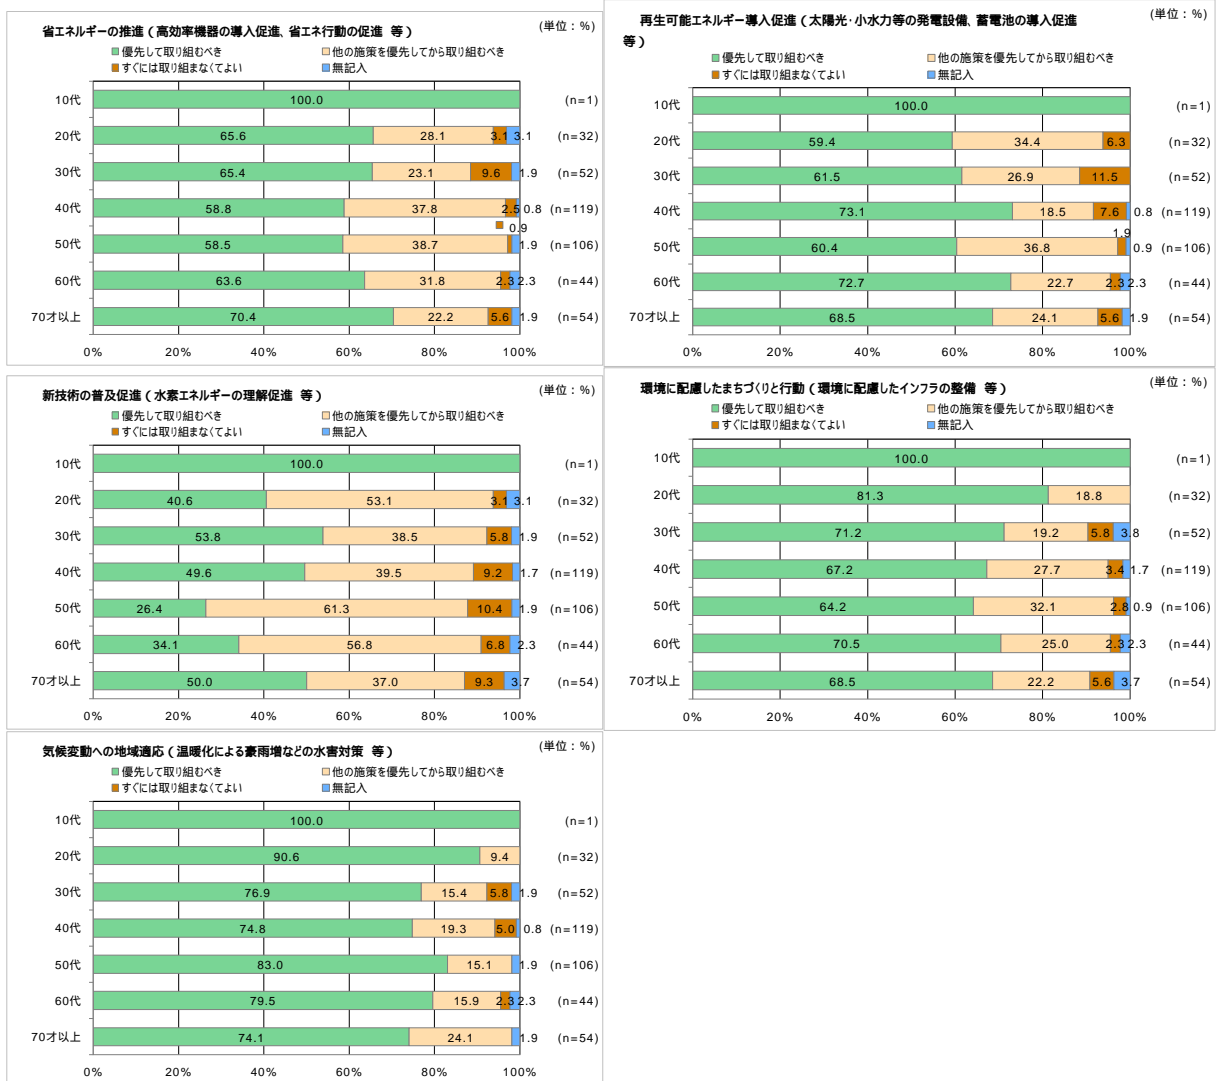 省エネルギーの推進（高効率機器の導入促進、省エネ行動の促進 等）
(単位：%)
優先して取り組むべき 他の施策を優先してから取り組むべき
すぐには取り組まなくてよい 無記入
10代 100.0 (n=1)
20代 65.6 28.1 3.1 3.1 (n=32)
30代 65.4 23.1 9.6 1.9 (n=52)
40代 58.8 37.8 2.5 0.8 (n=119)
0.9
50代 58.5 38.7 1.9 (n=106)
60代 63.6 31.8 2.3 2.3 (n=44)
70才以上 70.4 22.2 5.6 1.9 (n=54)
0% 20% 40% 60% 80% 100%
再生可能エネルギー導入促進（太陽光・小水力等の発電設備、蓄電池の導入促進
等）
(単位：%)
優先して取り組むべき 他の施策を優先してから取り組むべき
すぐには取り組まなくてよい 無記入
10代 100.0 (n=1)
20代 59.4 34.4 6.3 (n=32)
30代 61.5 26.9 11.5 (n=52)
40代 73.1 18.5 7.6 0.8 (n=119)
1.9
50代 60.4 36.8 0.9 (n=106)
60代 72.7 22.7 2.3 2.3 (n=44)
70才以上 68.5 24.1 5.6 1.9 (n=54)
0% 20% 40% 60% 80% 100%
新技術の普及促進（水素エネルギーの理解促進 等）
(単位：%)
優先して取り組むべき 他の施策を優先してから取り組むべき
すぐには取り組まなくてよい 無記入
10代 100.0 (n=1)
20代 40.6 53.1 3.1 3.1 (n=32)
30代 53.8 38.5 5.8 1.9 (n=52)
40代 49.6 39.5 9.2 1.7 (n=119)
50代 26.4 61.3 10.4 1.9 (n=106)
60代 34.1 56.8 6.8 2.3 (n=44)
70才以上 50.0 37.0 9.3 3.7 (n=54)
0% 20% 40% 60% 80% 100%
環境に配慮したまちづくりと行動（環境に配慮したインフラの整備 等）
(単位：%)
優先して取り組むべき 他の施策を優先してから取り組むべき
すぐには取り組まなくてよい 無記入
10代 100.0 (n=1)
20代 81.3 18.8 (n=32)
30代 71.2 19.2 5.8 3.8 (n=52)
40代 67.2 27.7 3.4 1.7 (n=119)
50代 64.2 32.1 2.8 0.9 (n=106)
60代 70.5 25.0 2.3 2.3 (n=44)
70才以上 68.5 22.2 5.6 3.7 (n=54)
0% 20% 40% 60% 80% 100%
気候変動への地域適応（温暖化による豪雨増などの水害対策 等）
(単位：%)
優先して取り組むべき 他の施策を優先してから取り組むべき
すぐには取り組まなくてよい 無記入
10代 100.0 (n=1)
20代 90.6 9.4 (n=32)
30代 76.9 15.4 5.8 1.9 (n=52)
40代 74.8 19.3 5.0 0.8 (n=119)
50代 83.0 15.1 1.9 (n=106)
60代 79.5 15.9 2.3 2.3 (n=44)
70才以上 74.1 24.1 1.9 (n=54)
0% 20% 40% 60% 80% 100%